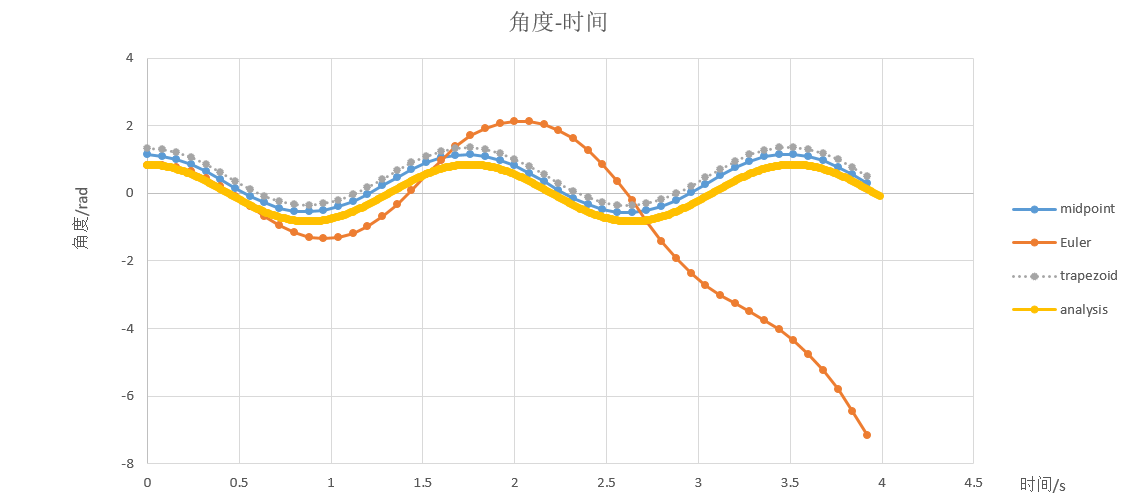 角度-时间
4
2
0
-2
-4
-6
-8
角度/rad
0
0.5
1
1.5
2
2.5
3
3.5
4
4.5
时间/s
midpoint
Euler
trapezoid
analysis